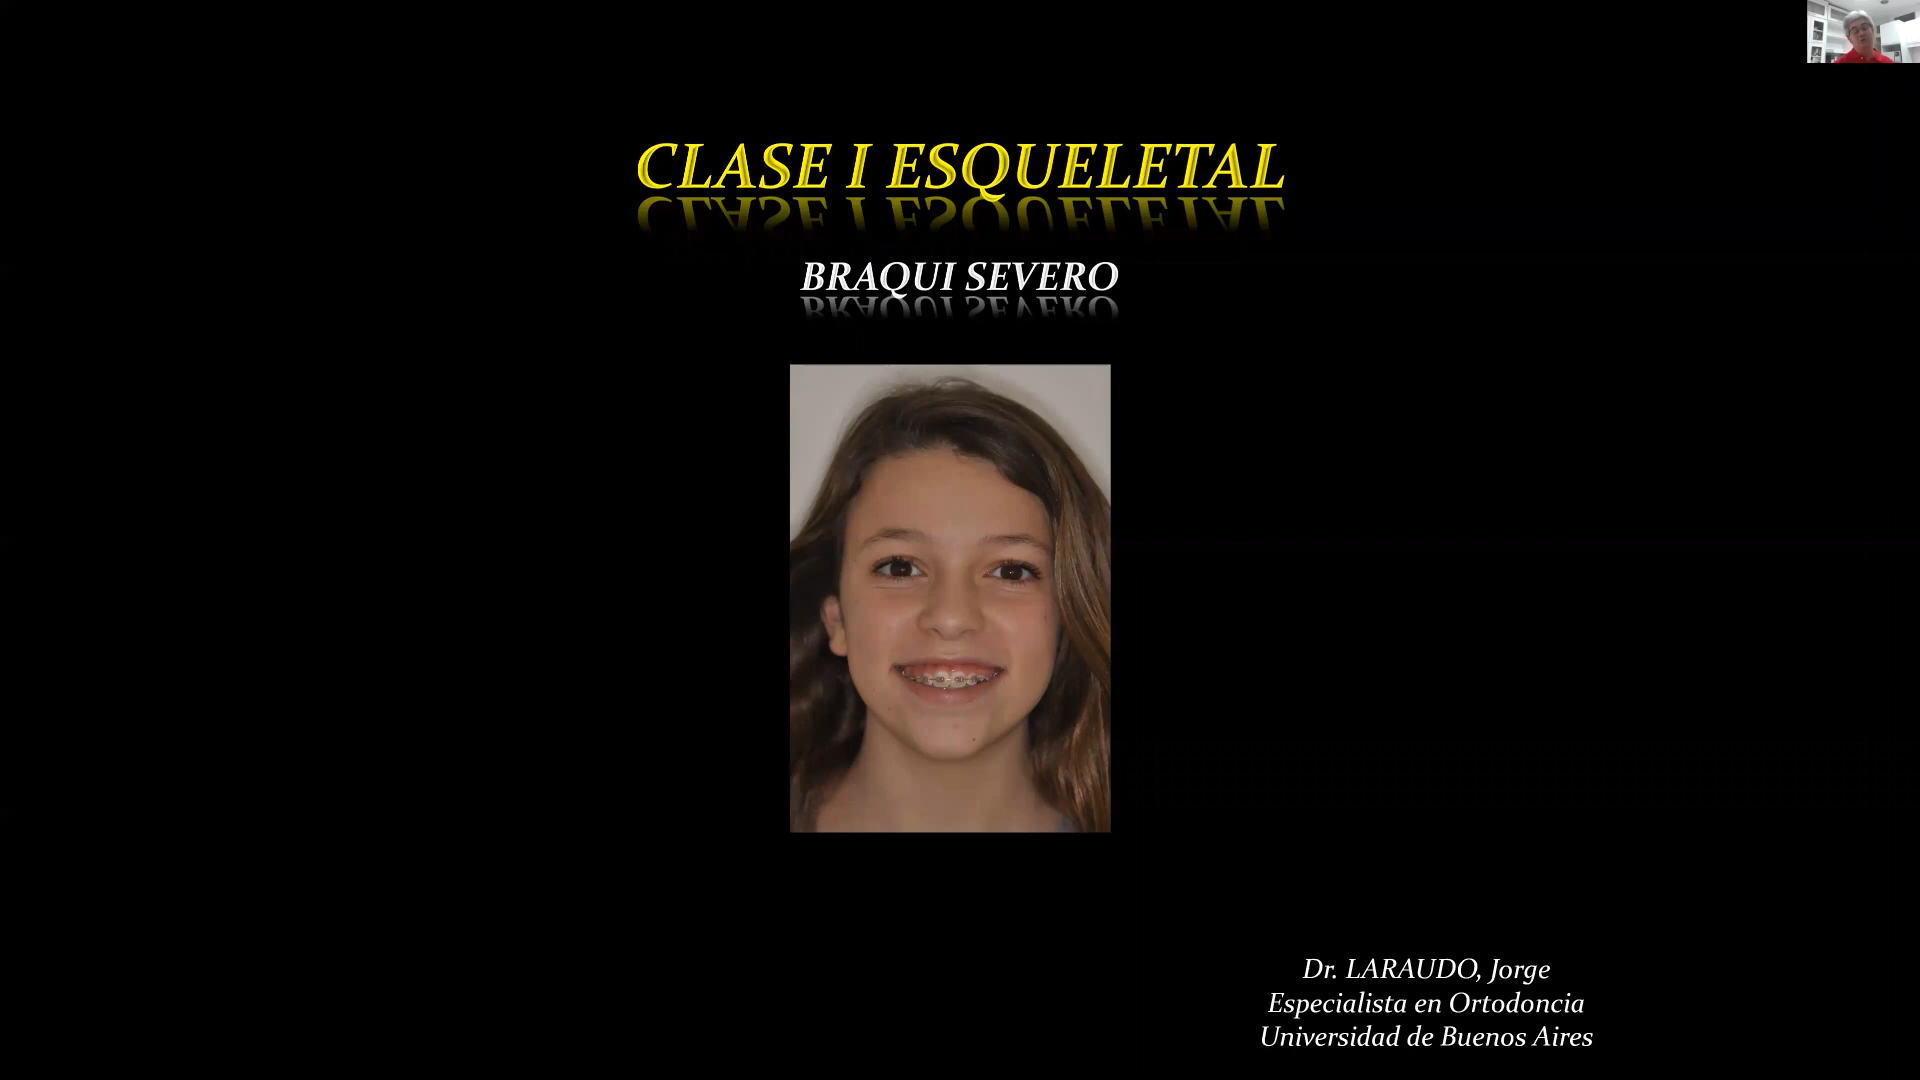 CLASE I ESQUELETAL
BRAQUI SEVERO
Dr. LARAUDO, Jorge
Especialista en Ortodoncia
Universidad de Buenos Aires